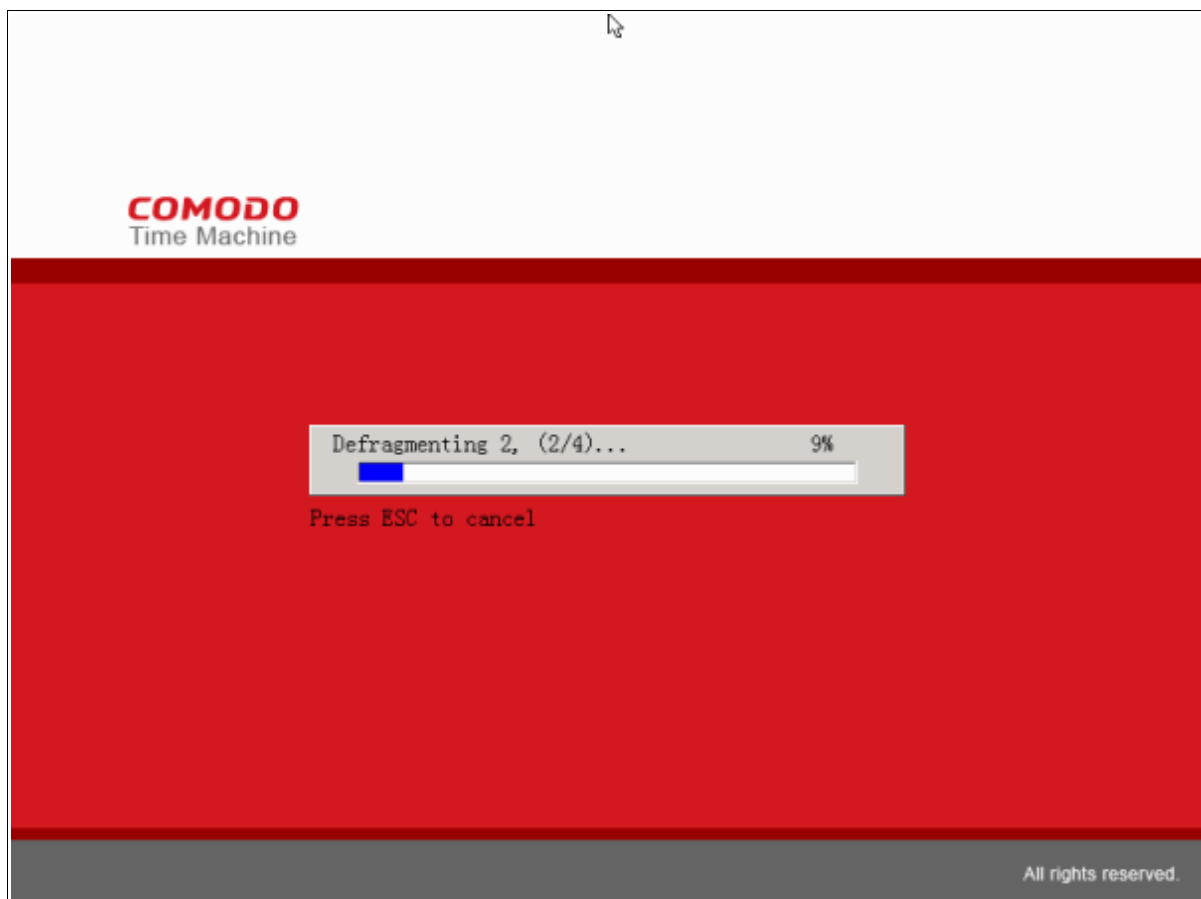 COMODO
Time Machine
Defragmenting 2, (2/4)... 9%
Press ESC to cancel
All rights reserved.